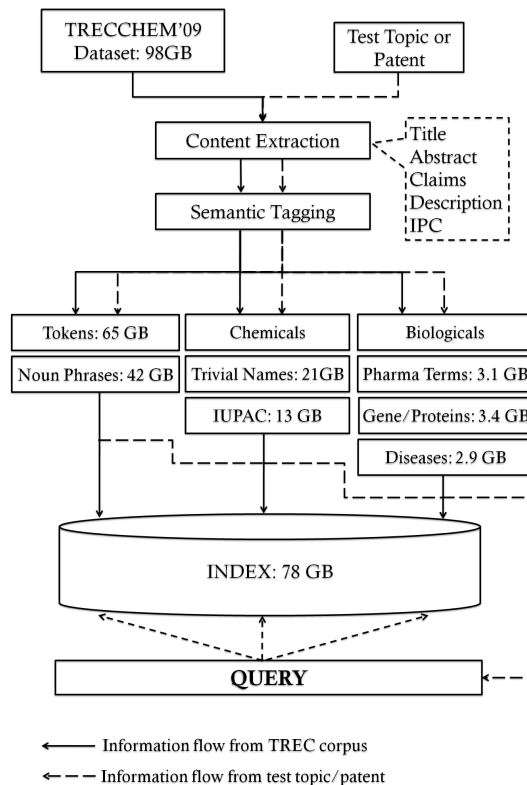 TRECCHEM'09
Dataset: 98GB
Test Topic or
Patent
Content Extraction
Title
Abstract
Claims
Description
IPC
Semantic Tagging
Tokens: 65 GB
Chemicals
Biologicals
Noun Phrases: 42 GB
Trivial Names: 21GB
Pharma Terms: 3.1 GB
IUPAC: 13 GB
Gene/Proteins: 3.4 GB
Diseases: 2.9 GB
INDEX: 78 GB
QUERY
Information flow from TREC corpus
Information flow from test topic/patent